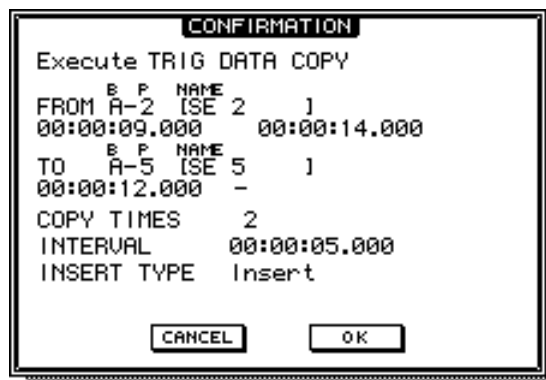 CONFIRMATION
Execute TRIG DATA COPY
B P NAME
FROM A-2 [SE 2 ]
00:00:09.000 00:00:14.000
B P NAME
TO A-5 [SE 5 ]
00:00:12.000 -
COPY TIMES 2
INTERVAL 00:00:05.000
INSERT TYPE Insert
CANCEL OK